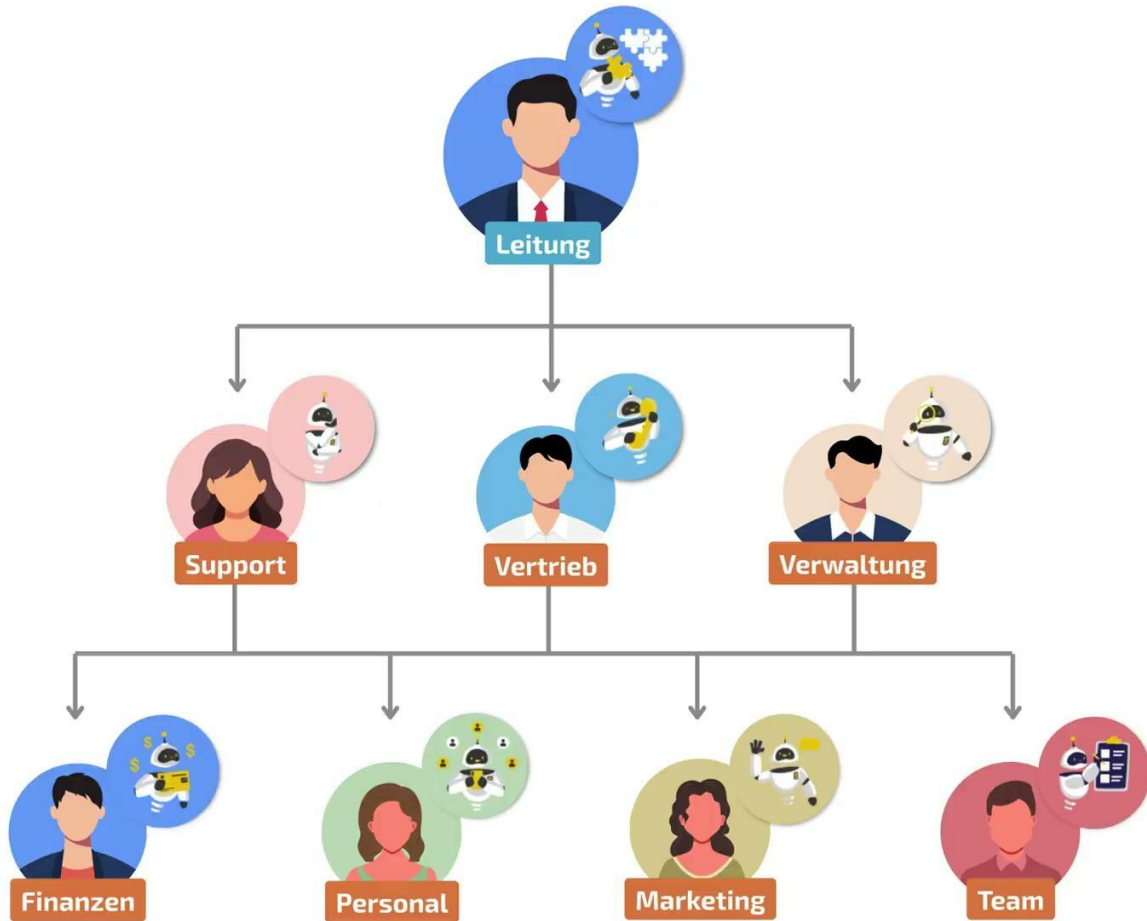 Leitung
Support
Vertrieb
Verwaltung
Finanzen
Personal
Marketing
Team